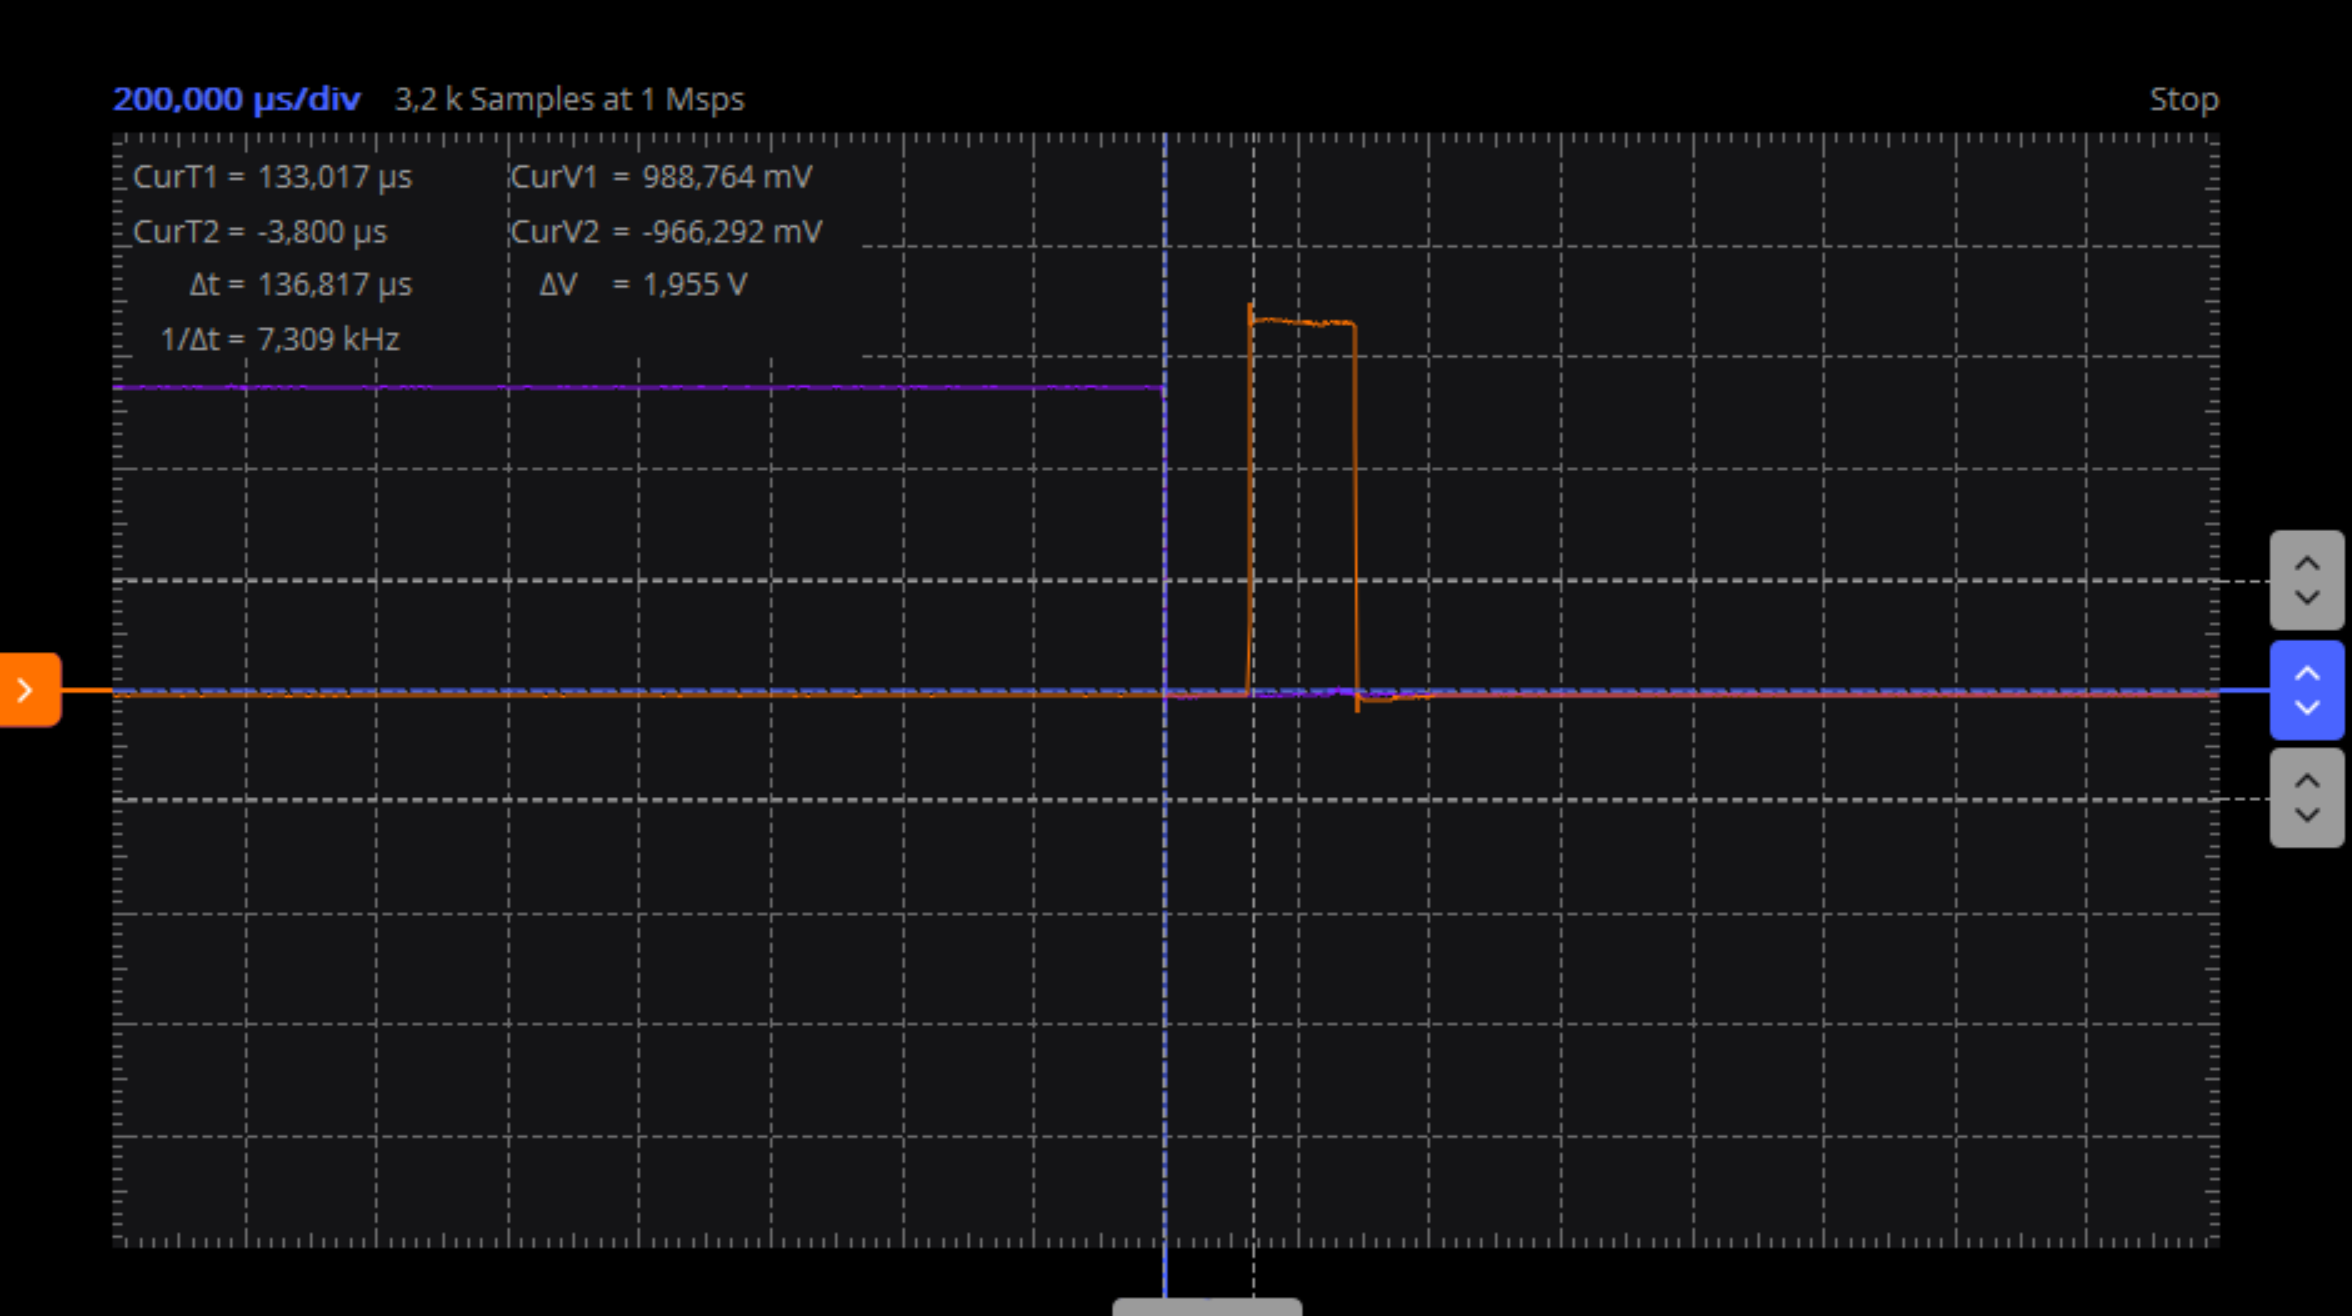 200,000 µs/div 3,2 k Samples at 1 Msps Stop
CurT1 = 133,017 µs CurV1 = 988,764 mV
CurT2 = -3,800 µs CurV2 = -966,292 mV
Δt = 136,817 µs ΔV = 1,955 V
1/Δt = 7,309 kHz